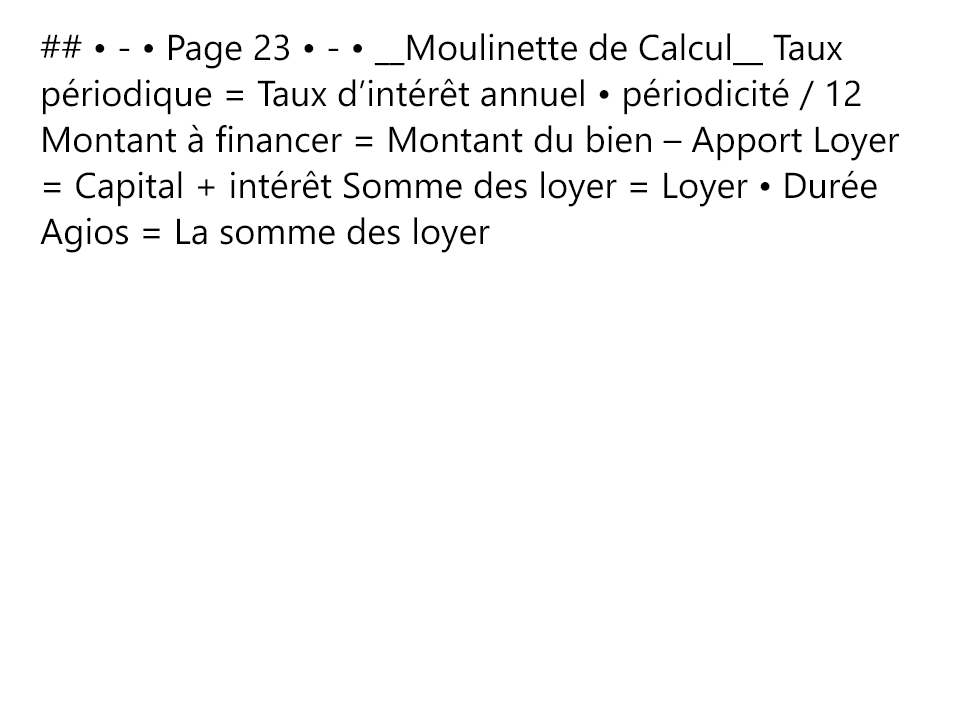 ## • - • Page 23 • - • __Moulinette de Calcul__ Taux
périodique = Taux d’intérêt annuel • périodicité / 12
Montant à financer = Montant du bien – Apport Loyer
= Capital + intérêt Somme des loyer = Loyer • Durée
Agios = La somme des loyer